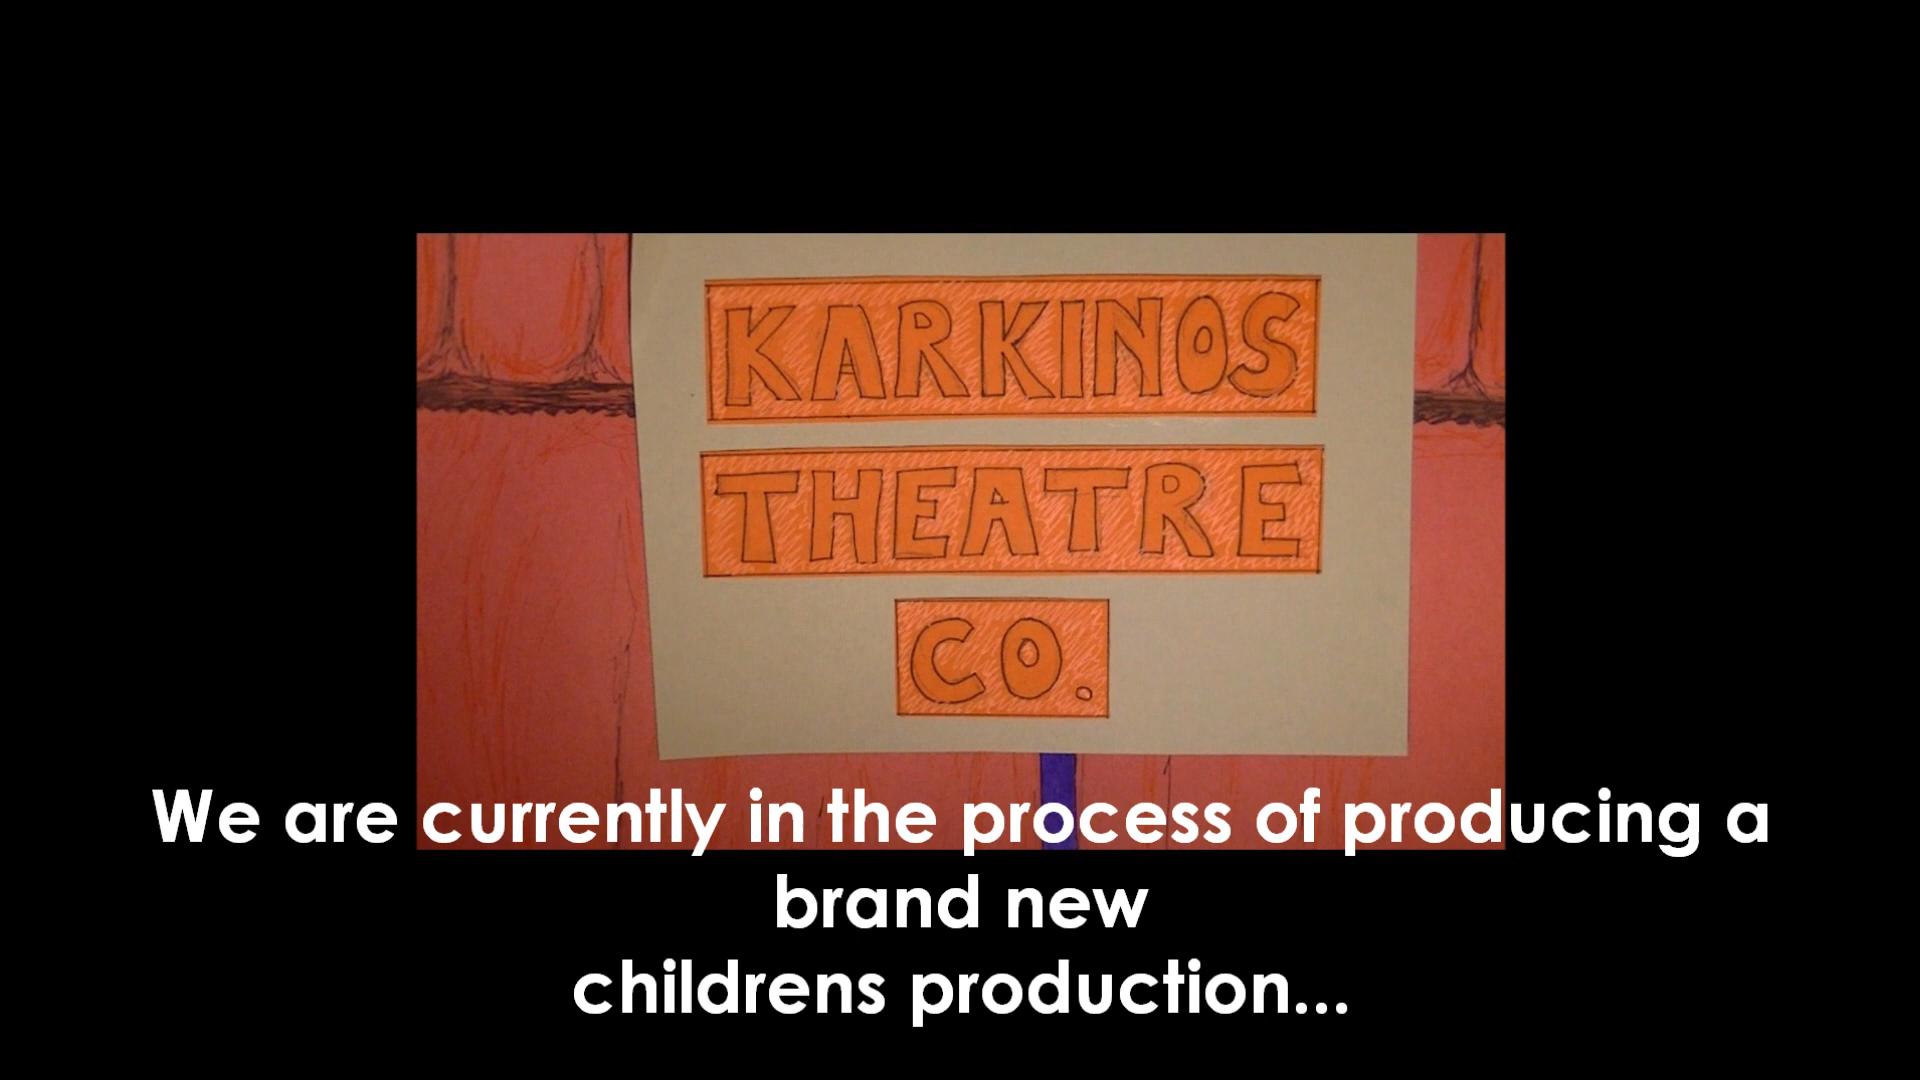 KARKINOS
THEATRE
CO.
We are currently in the process of producing a
brand new
childrens production...